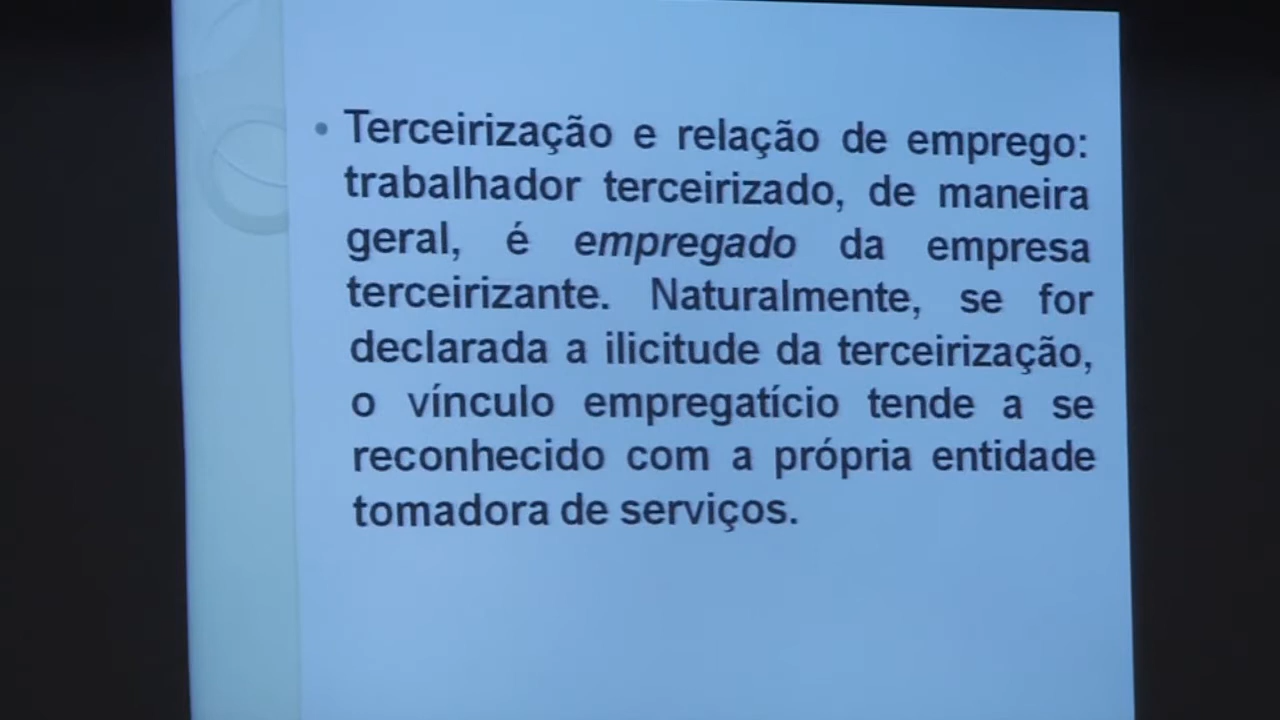 • Terceirização e relação de emprego:
trabalhador terceirizado, de maneira
geral, é empregado da empresa
terceirizante. Naturalmente, se for
declarada a ilicitude da terceirização,
o vínculo empregatício tende a se
reconhecido com a própria entidade
tomadora de serviços.